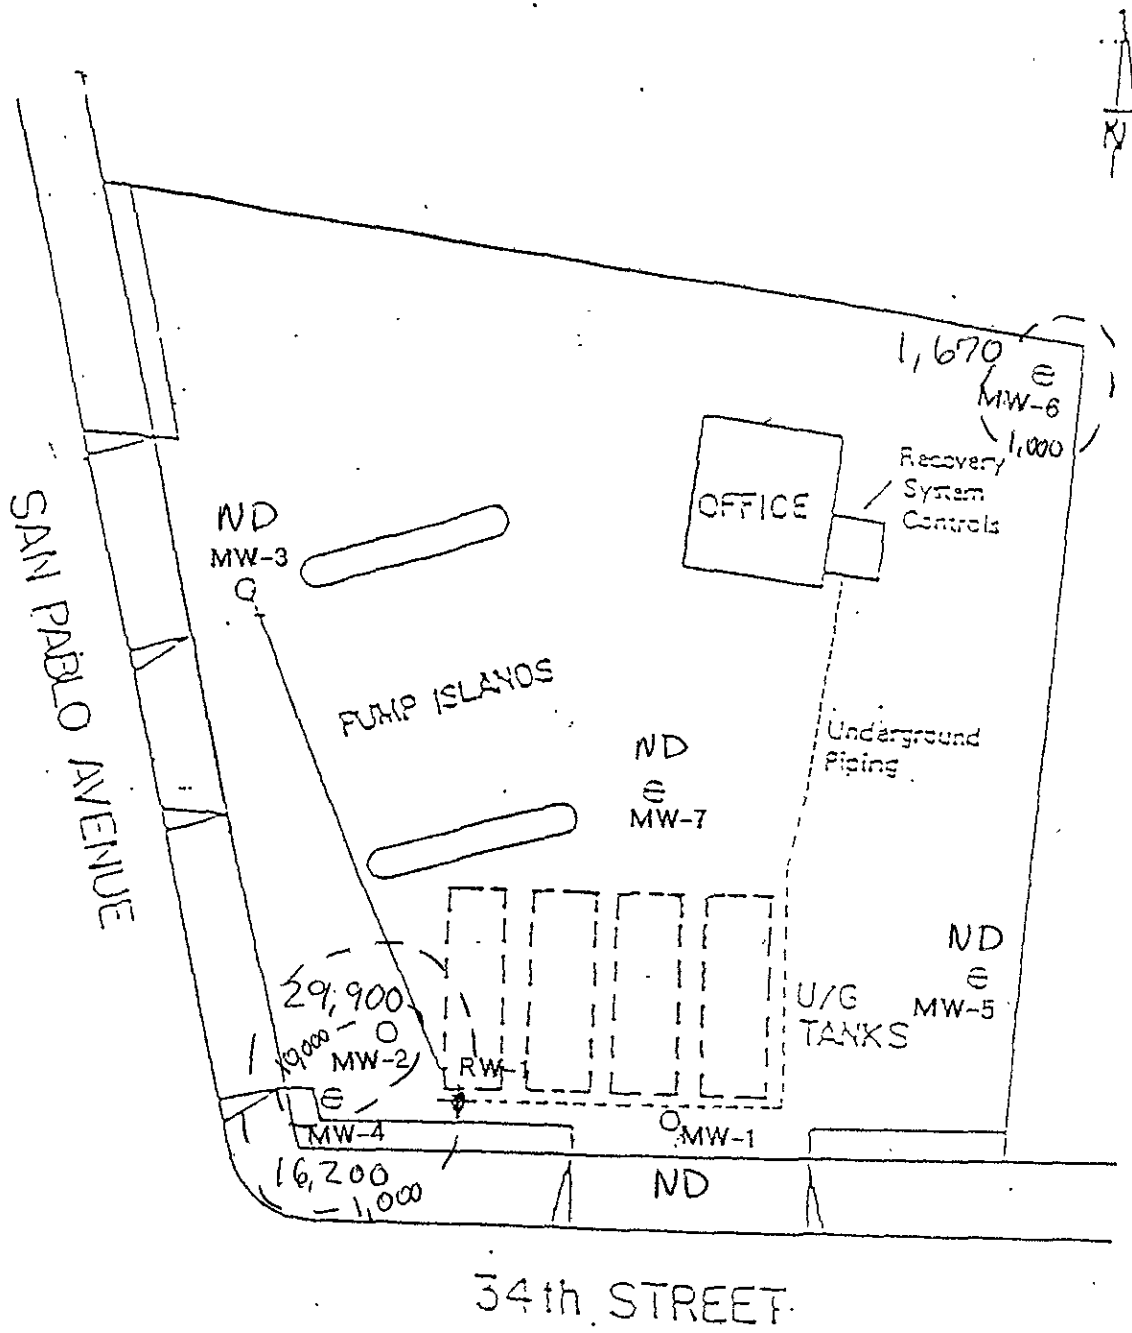 N
1,670
MW-6
1,000
OFFICE
Recovery
System
Controls
ND
MW-3
SAN PABLO AVENUE
PUMP ISLANDS
Underground
Piping
ND
MW-7
ND
MW-5
U/G
TANKS
29,900
10,000
MW-2
RW-1
MW-4
MW-1
16,200
1,000
ND
34th STREET